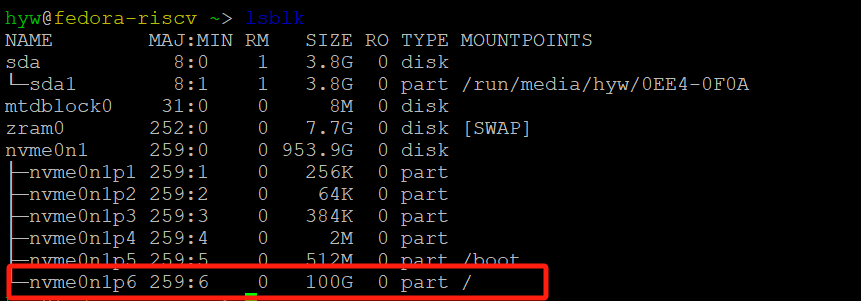 hyw@fedora-riscv ~> lsblk
NAME        MAJ:MIN RM   SIZE RO TYPE MOUNTPOINTS
sda           8:0    1   3.8G  0 disk
└─sda1        8:1    1   3.8G  0 part /run/media/hyw/0EE4-0F0A
mtdblock0    31:0    0     8M  0 disk
zram0       252:0    0   7.7G  0 disk [SWAP]
nvme0n1     259:0    0 953.9G  0 disk
├─nvme0n1p1 259:1    0   256K  0 part
├─nvme0n1p2 259:2    0    64K  0 part
├─nvme0n1p3 259:3    0   384K  0 part
├─nvme0n1p4 259:4    0     2M  0 part
├─nvme0n1p5 259:5    0   512M  0 part /boot
└─nvme0n1p6 259:6    0   100G  0 part /